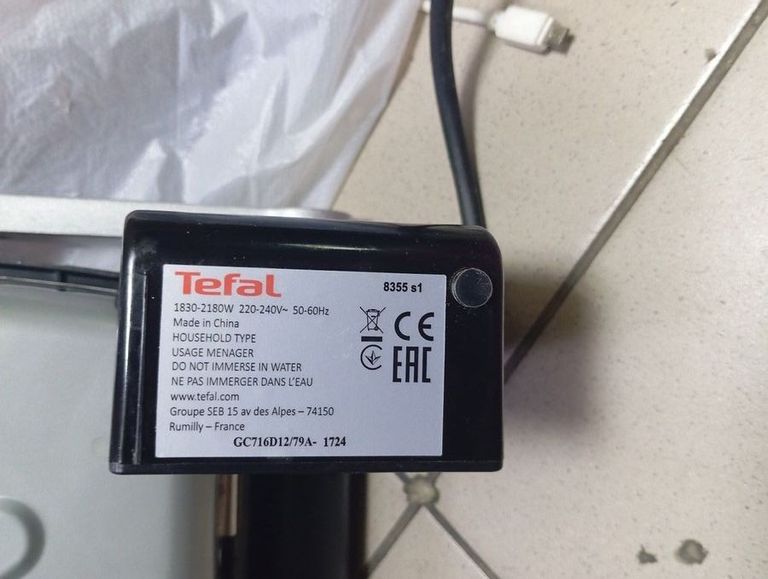 Tefal 8355 s1
1830-2180W 220-240V~ 50-60Hz
Made in China
HOUSEHOLD TYPE
USAGE MENAGER
DO NOT IMMERSE IN WATER
NE PAS IMMERGER DANS L'EAU
www.tefal.com
Groupe SEB 15 av des Alpes – 74150
Rumilly – France
GC716D12/79A- 1724
CE
EAC